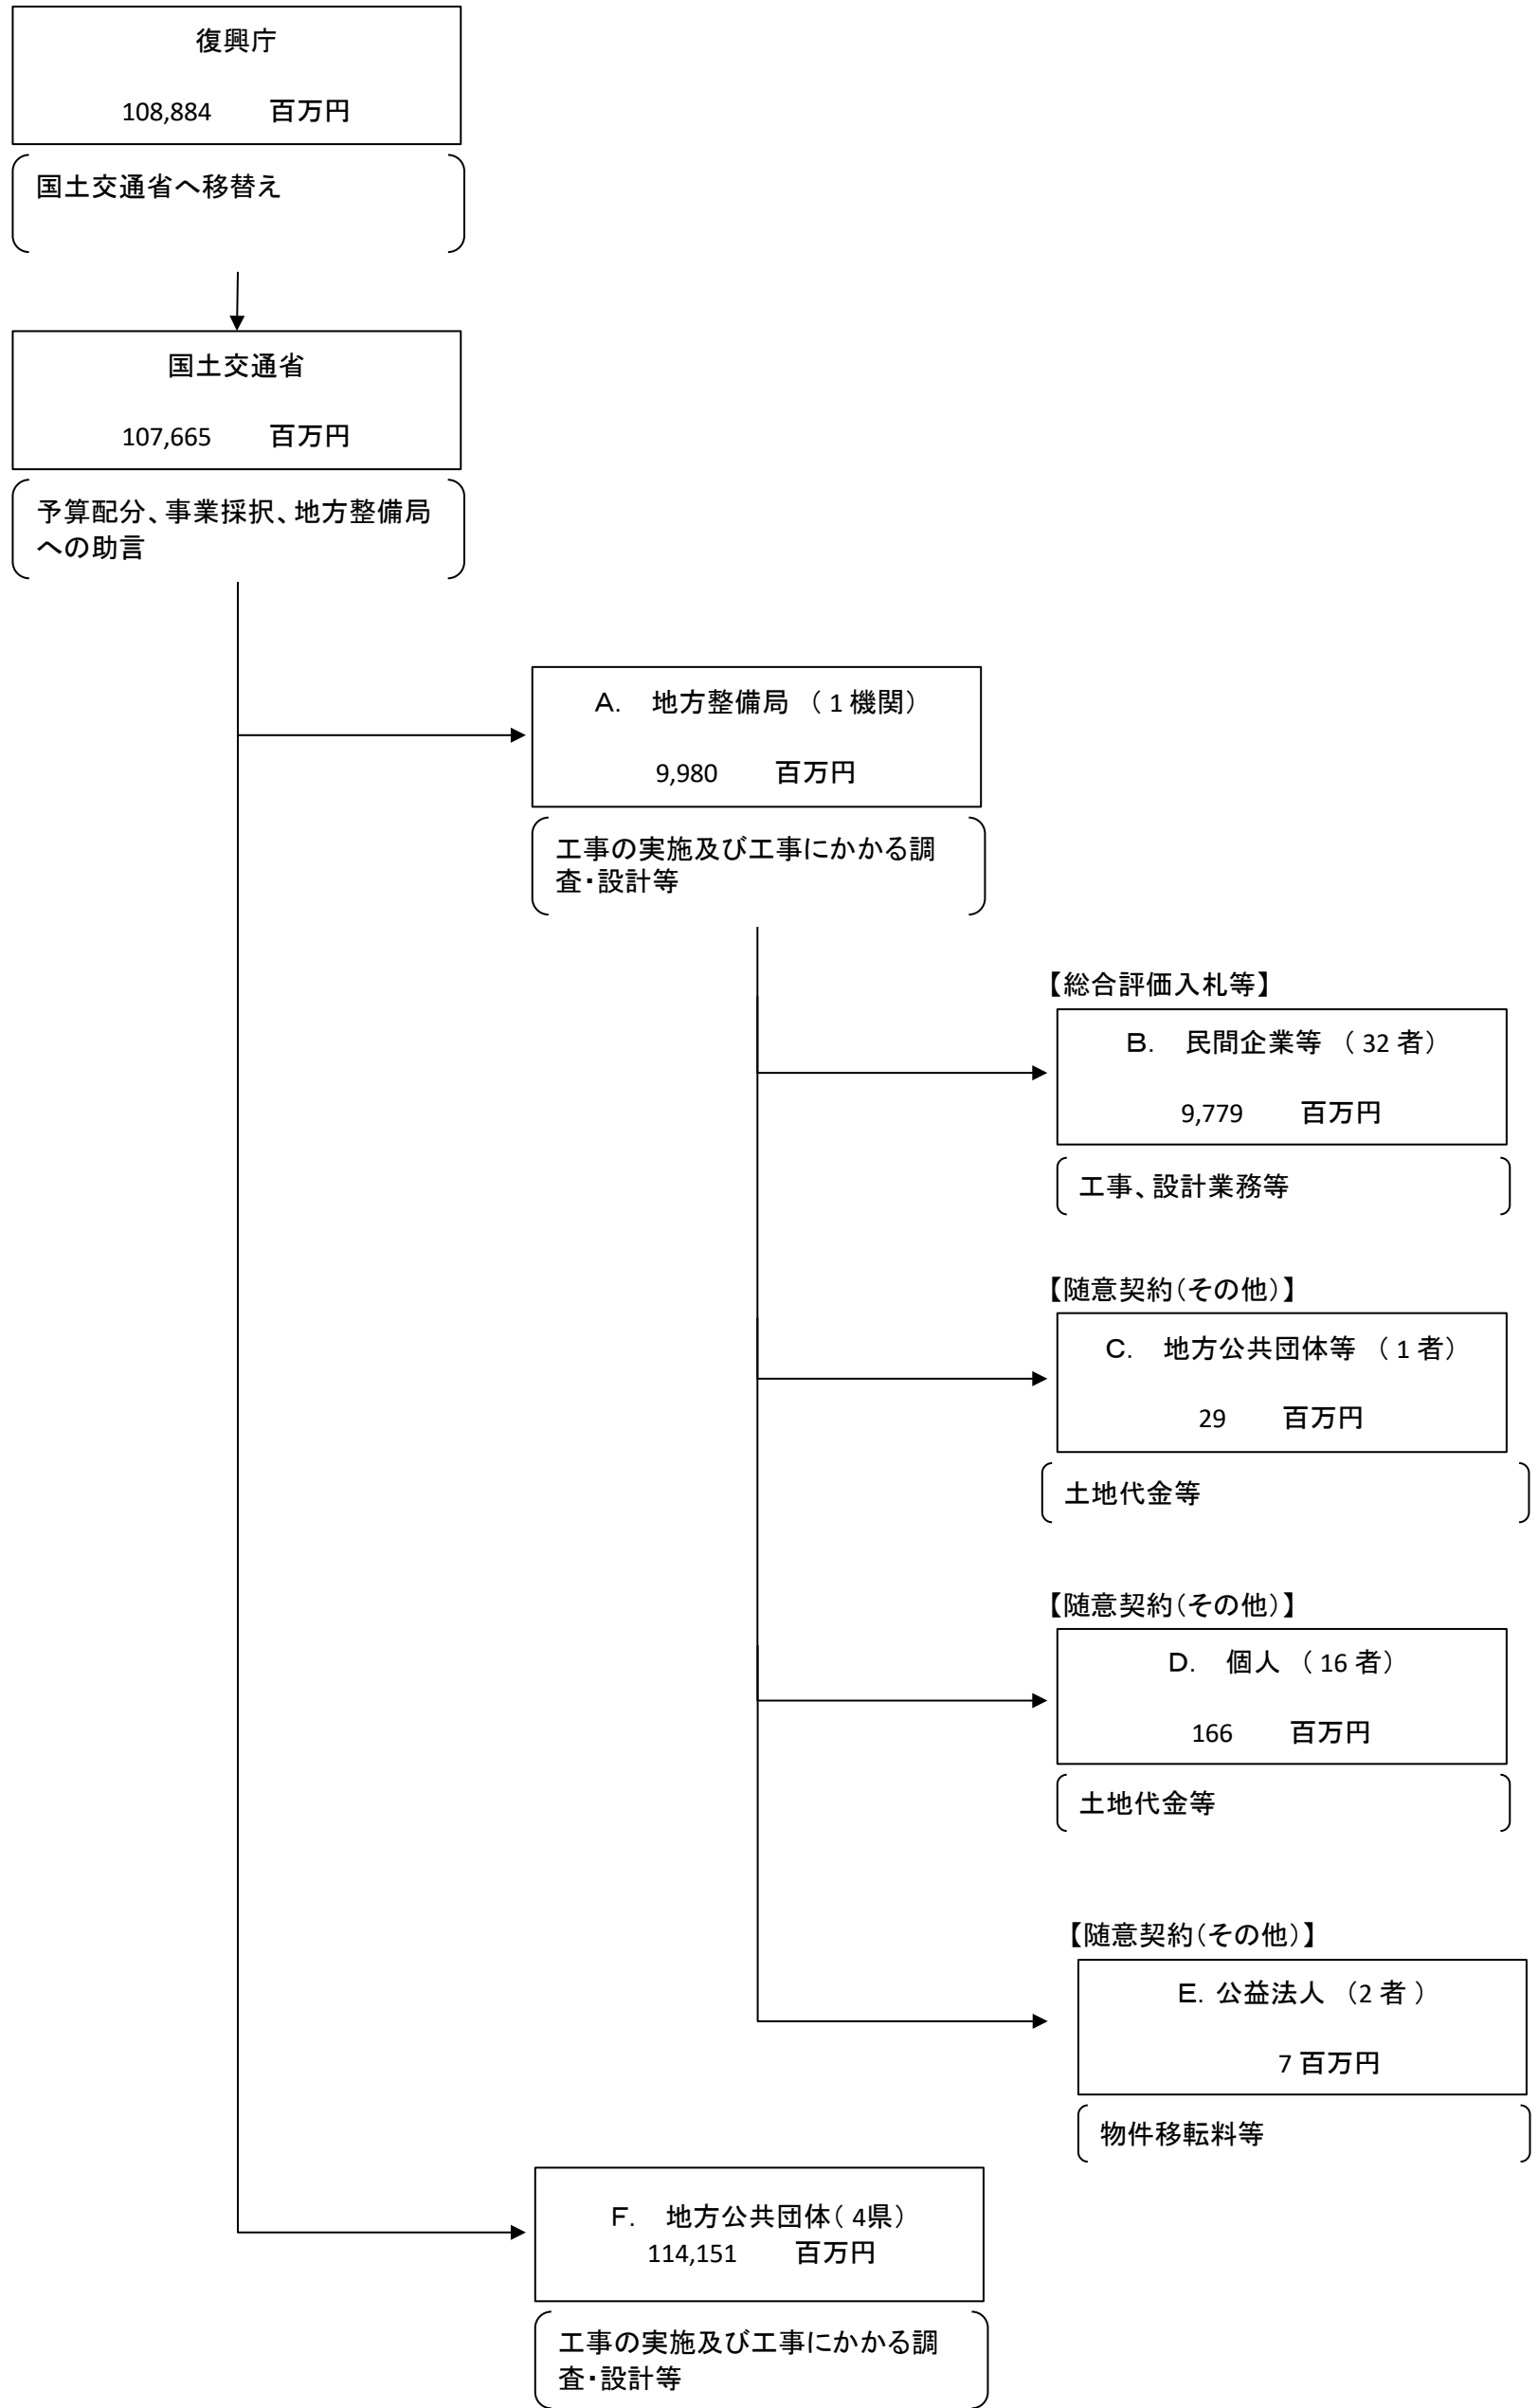 復興庁
108,884 百万円
国土交通省へ移替え
国土交通省
107,665 百万円
予算配分、事業採択、地方整備局
への助言
A. 地方整備局 （ 1 機関）
9,980 百万円
工事の実施及び工事にかかる調
査・設計等
【総合評価入札等】
B. 民間企業等 （ 32 者）
9,779 百万円
工事、設計業務等
【随意契約（その他）】
C. 地方公共団体等 （ 1 者）
29 百万円
土地代金等
【随意契約（その他）】
D. 個人 （ 16 者）
166 百万円
土地代金等
【随意契約（その他）】
E. 公益法人 （2 者 ）
7 百万円
物件移転料等
F. 地方公共団体（ 4県）
114,151 百万円
工事の実施及び工事にかかる調
査・設計等